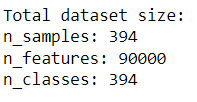 Total dataset size:
n_samples: 394
n_features: 90000
n_classes: 394